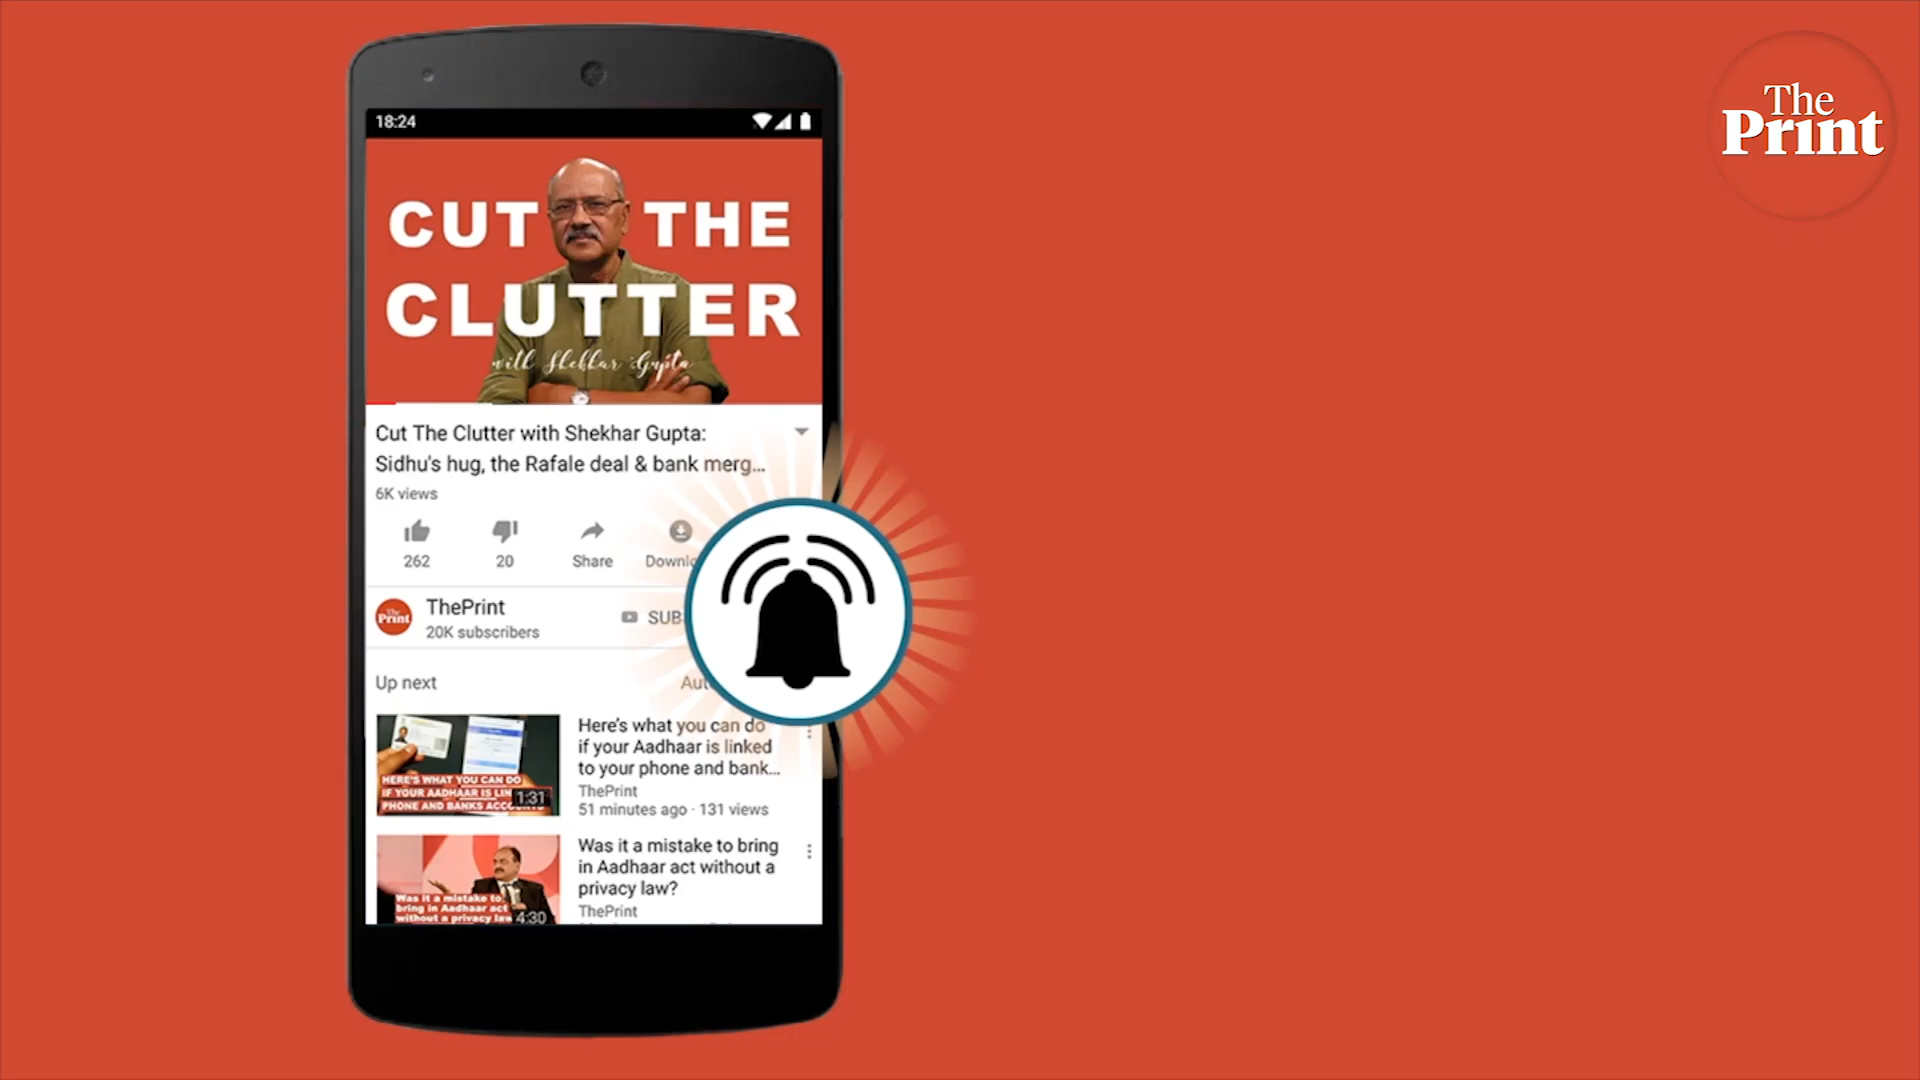 The
Print
18:24
CUT THE
CLUTTER
with Shekhar Gupta
Cut The Clutter with Shekhar Gupta:
Sidhu's hug, the Rafale deal & bank merg...
6K views
262
20
Share
Downlo
The
Print
ThePrint
20K subscribers
SUB
Up next
Aut
HERE'S WHAT YOU CAN DO
IF YOUR AADHAAR IS LIN
PHONE AND BANKS ACCOUNTS
1:31
Here's what you can do
if your Aadhaar is linked
to your phone and bank...
ThePrint
51 minutes ago · 131 views
Was it a mistake to
bring in Aadhaar act
without a privacy law
4:30
Was it a mistake to bring
in Aadhaar act without a
privacy law?
ThePrint